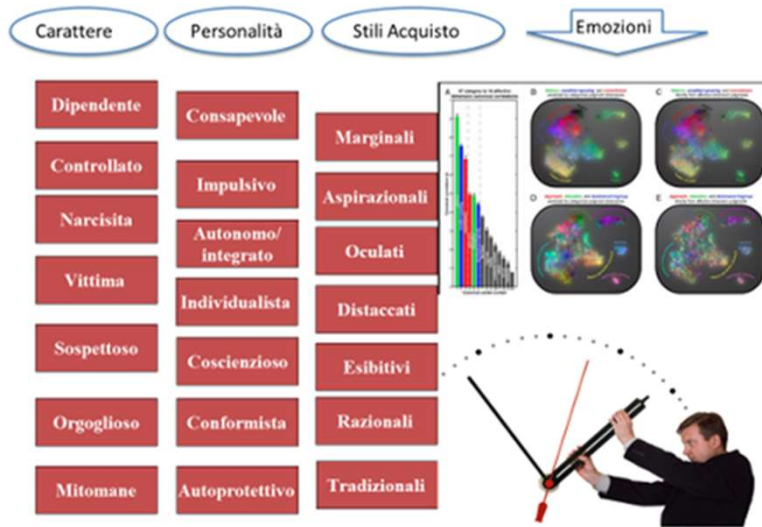 Carattere
Personalità
Stili Acquisto
Emozioni
Dipendente
Controllato
Narcisita
Vittima
Sospettoso
Orgoglioso
Mitomane
Consapevole
Impulsivo
Autonomo/
integrato
Individualista
Coscienzioso
Conformista
Autoprotettivo
Marginali
Aspirazionali
Oculati
Distaccati
Esibitivi
Razionali
Tradizionali
A
B
C
D
E